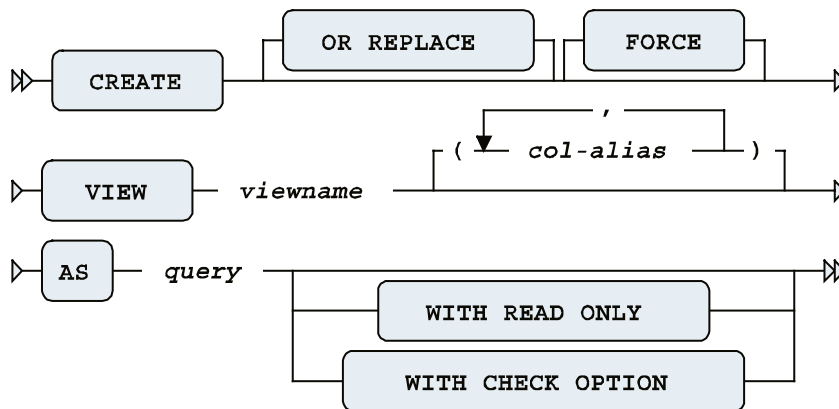 OR REPLACE FORCE
CREATE
,
( col-alias )
VIEW viewname
AS query
WITH READ ONLY
WITH CHECK OPTION